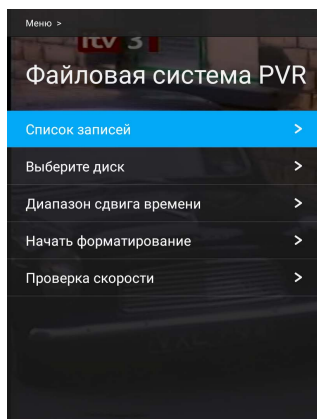 Меню >
itv 3
Файловая система PVR
Список записей >
Выберите диск >
Диапазон сдвига времени >
Начать форматирование >
Проверка скорости >